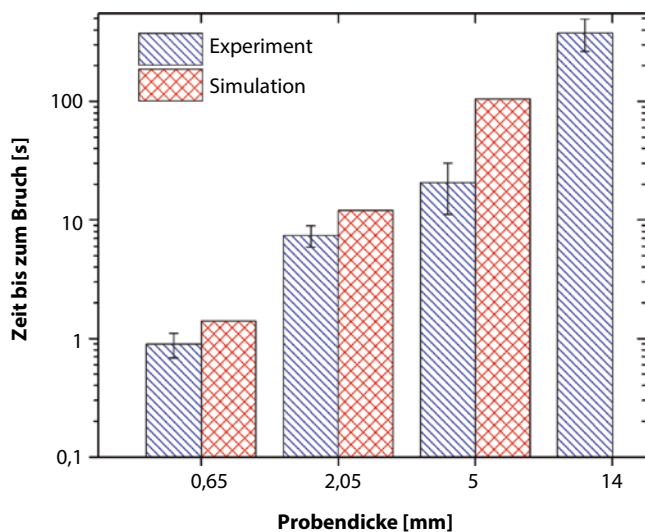 Experiment
Simulation
Zeit bis zum Bruch [s]
100
10
1
0,1
0,65 2,05 5 14
Probendicke [mm]